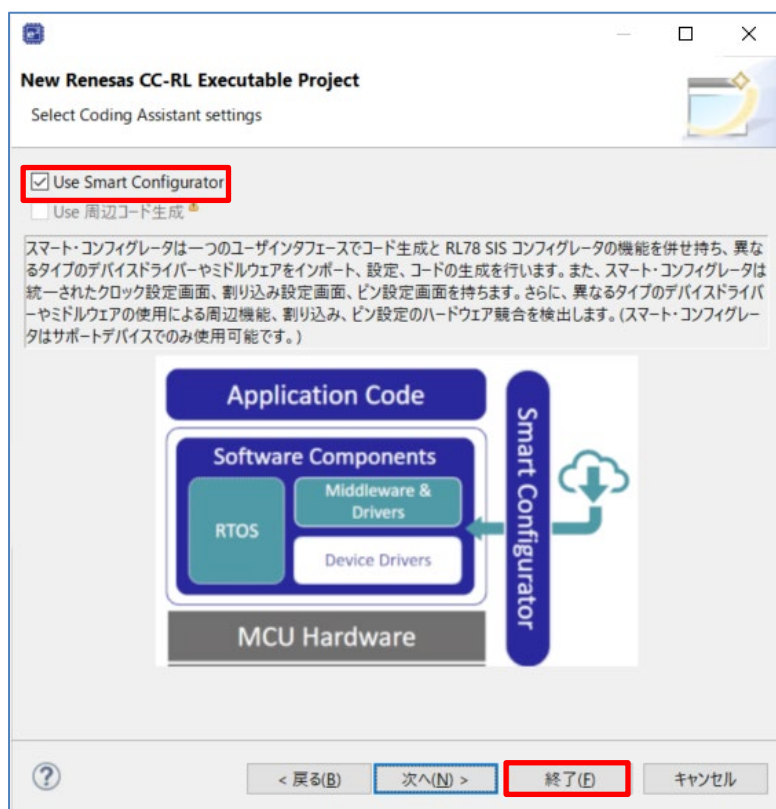 New Renesas CC-RL Executable Project
Select Coding Assistant settings
Use Smart Configurator
Use 周辺コード生成
スマート・コンフィグレータは一つのユーザインタフェースでコード生成と RL78 SIS コンフィグレータの機能を併せ持ち、異な
るタイプのデバイスドライバーやミドルウェアをインポート、設定、コードの生成を行います。また、スマート・コンフィグレータは
統一されたクロック設定画面、割り込み設定画面、ピン設定画面を持ちます。さらに、異なるタイプのデバイスドライバ
ーやミドルウェアの使用による周辺機能、割り込み、ピン設定のハードウェア競合を検出します。(スマート・コンフィグレー
タはサポートデバイスでのみ使用可能です。)
Application Code
Software Components
RTOS
Middleware &
Drivers
Device Drivers
MCU Hardware
Smart Configurator
< 戻る(B)
次へ(N) >
終了(F)
キャンセル